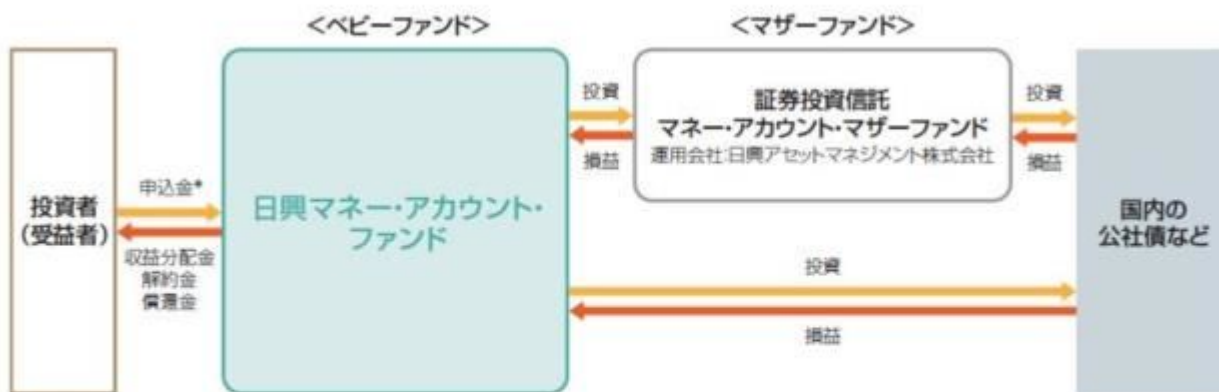 <ベビーファンド>
<マザーファンド>
投資者
(受益者)
申込金*
収益分配金
解約金
償還金
日興マネー・アカウント・
ファンド
投資
損益
証券投資信託
マネー・アカウント・マザーファンド
運用会社:日興アセットマネジメント株式会社
投資
損益
投資
損益
国内の
公社債など